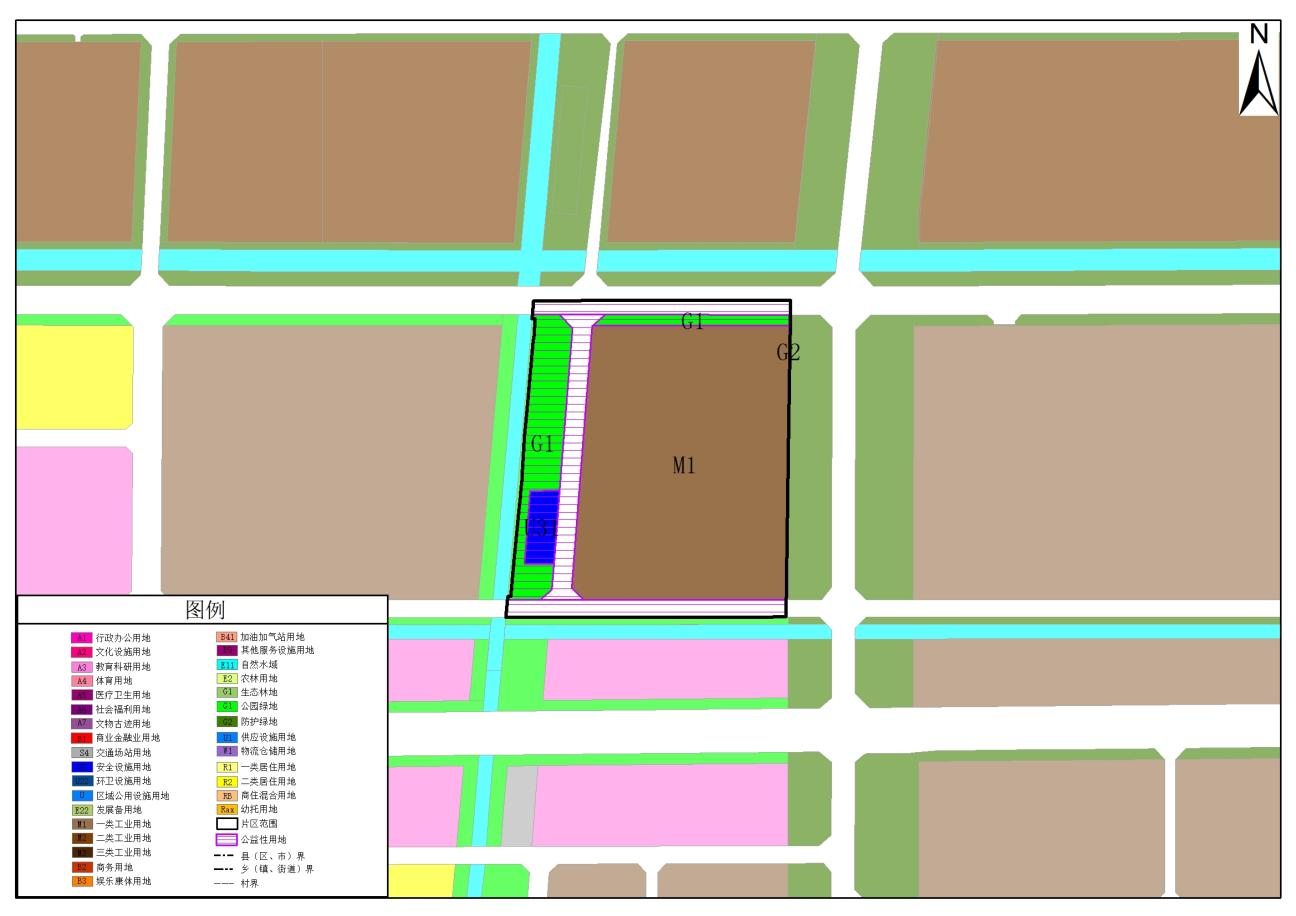 N
G1
G2
G1
M1
U31
图例
A1 行政办公用地
A2 文化设施用地
A3 教育科研用地
A4 体育用地
医疗卫生用地
社会福利用地
A7 文物古迹用地
B1 商业金融业用地
S4 交通场站用地
安全设施用地
环卫设施用地
U 区域公用设施用地
E22 发展备用地
M1 一类工业用地
M2 二类工业用地
M3 三类工业用地
B2 商务用地
B3 娱乐康体用地
B41 加油加气站用地
其他服务设施用地
E11 自然水域
E2 农林用地
G1 生态林地
G1 公园绿地
G2 防护绿地
U1 供应设施用地
W1 物流仓储用地
R1 一类居住用地
R2 二类居住用地
RB 商住混合用地
Rax 幼托用地
片区范围
公益性用地
县（区、市）界
乡（镇、街道）界
村界